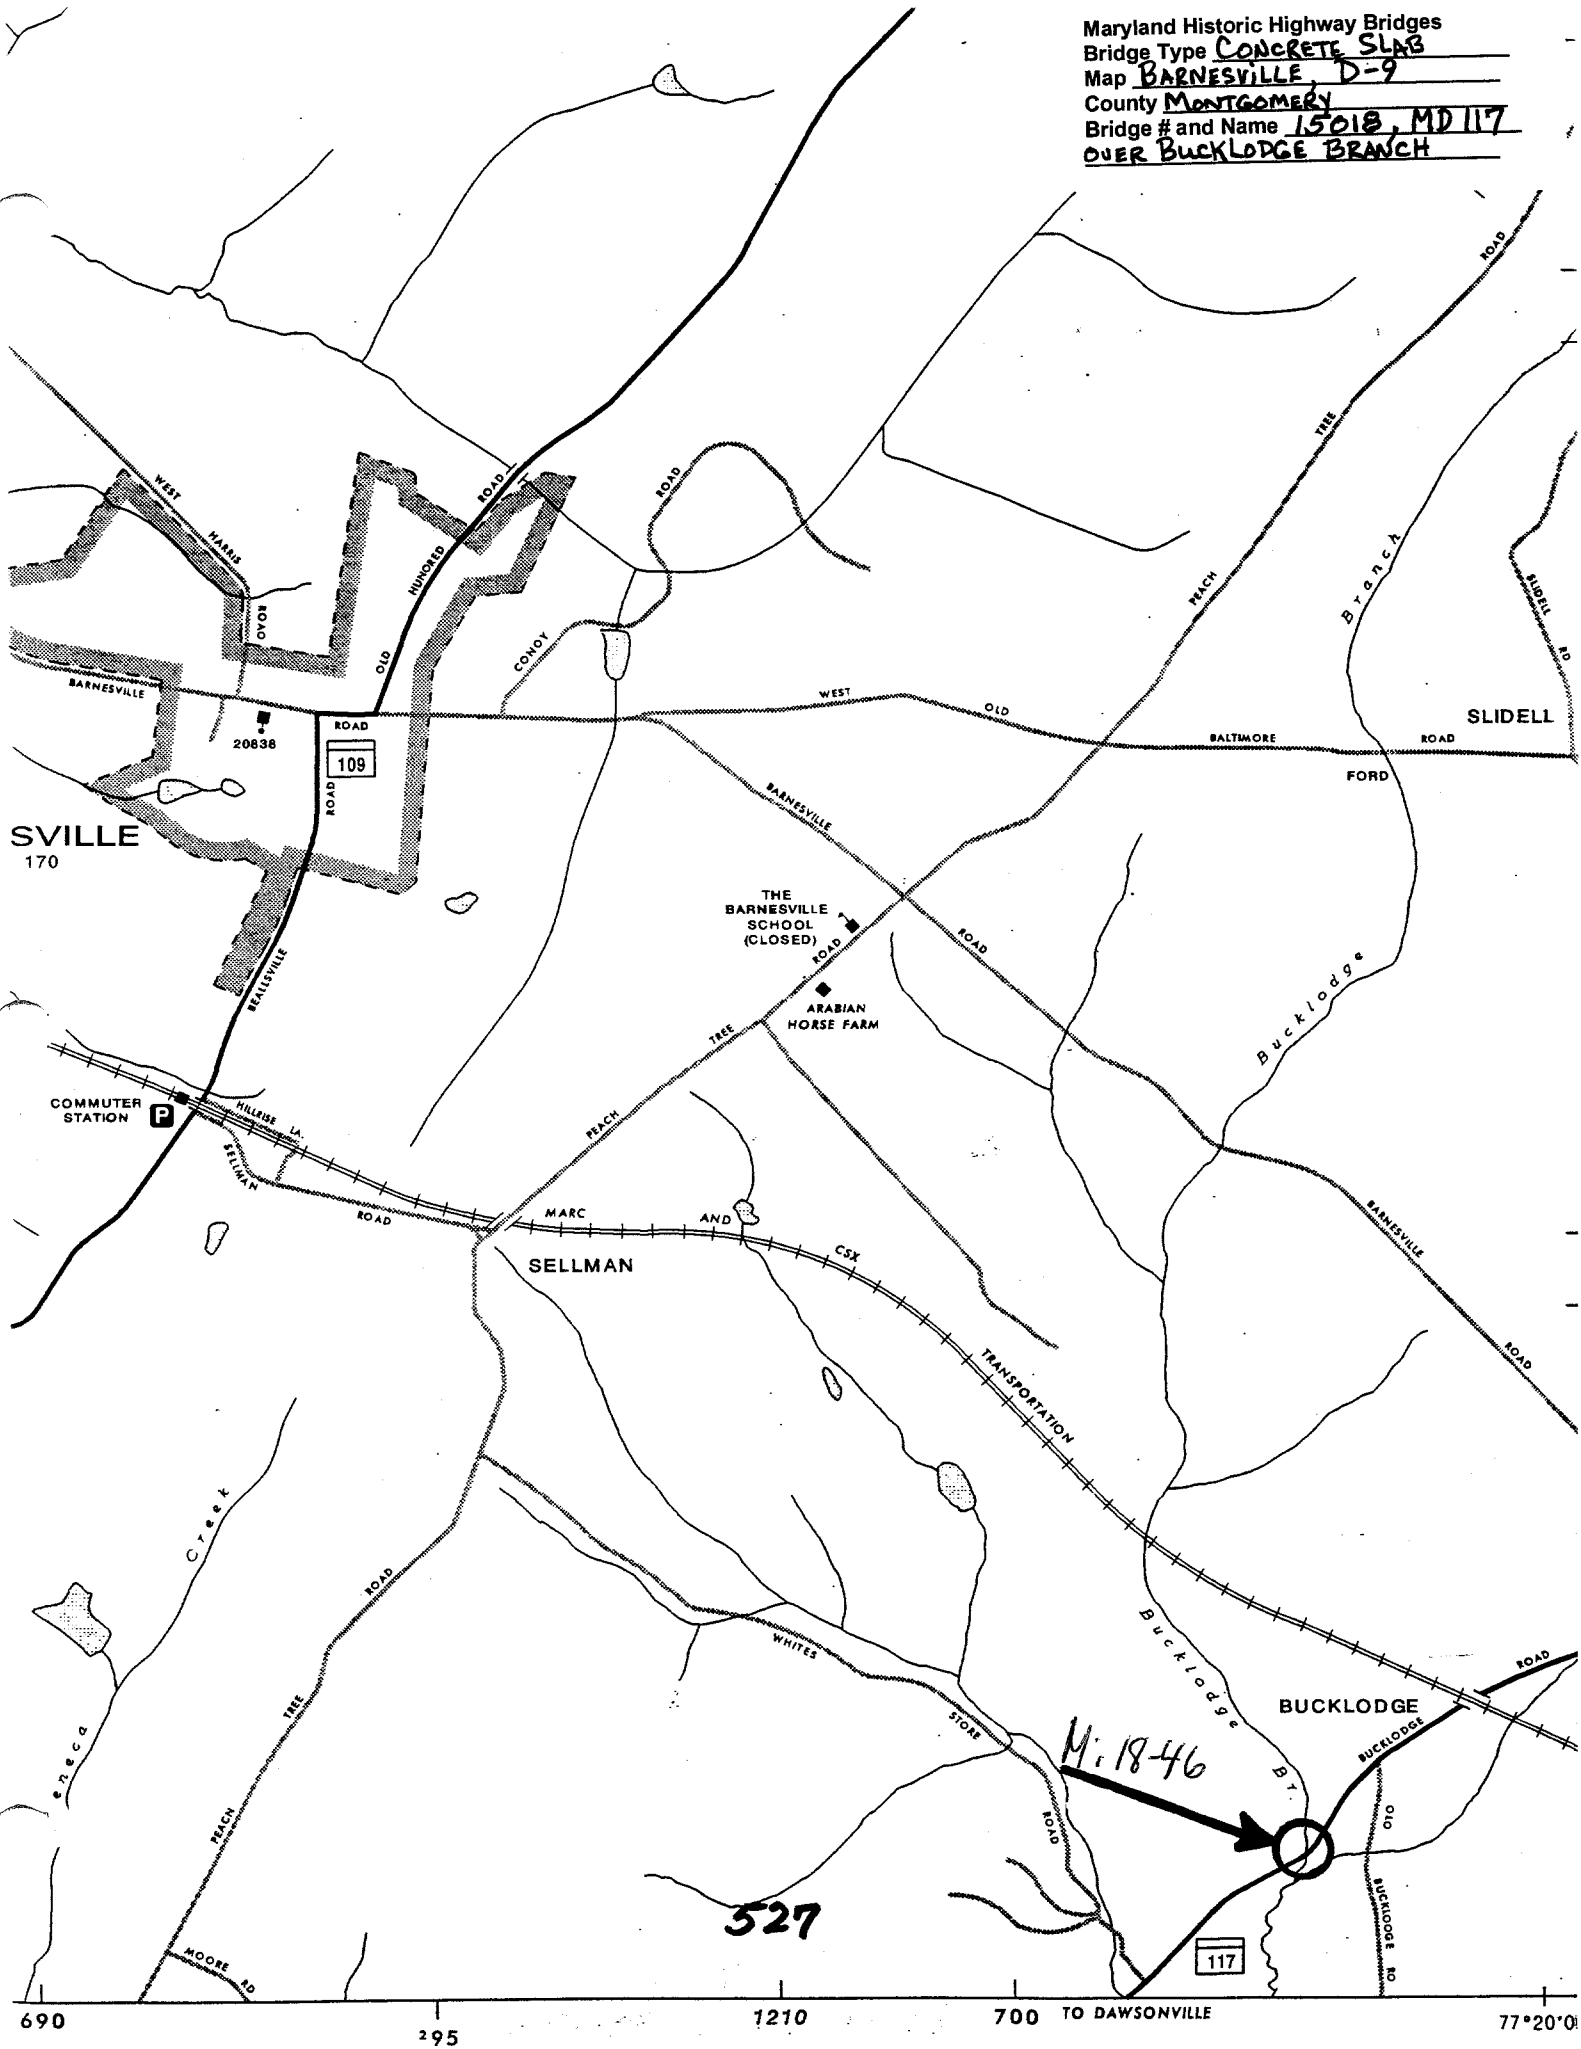 Maryland Historic Highway Bridges
Bridge Type CONCRETE SLAB
Map BARNESVILLE, D-9
County MONTGOMERY
Bridge # and Name 15018, MD 117
OVER BUCKLODGE BRANCH
ROAD
TREE
PEACH
Branch
SLIDELL
RD
WEST
HARRIS
ROAD
ROAD
HUNDRED
OLD
ROAD
CONOY
BARNESVILLE
ROAD
20838
109
ROAD
WEST
OLD
BALTIMORE
ROAD
SLIDELL
FORD
BARNESVILLE
SVILLE
170
THE
BARNESVILLE
SCHOOL
(CLOSED)
ROAD
ROAD
ARABIAN
HORSE FARM
Bucklodge
BEALLSVILLE
TREE
PEACH
COMMUTER
STATION
P
HILLRISE
LA.
SELLMAN
ROAD
MARC
AND
CSX
TRANSPORTATION
SELLMAN
BARNESVILLE
ROAD
Creek
eneca
ROAD
TREE
PEACH
WHITES
STORE
ROAD
Bucklodge
Br.
BUCKLODGE
BUCKLODGE
ROAD
M: 18-46
OLD
BUCKLODGE RD
527
117
MOORE
RD
690
295
1210
700
TO DAWSONVILLE
77°20'0